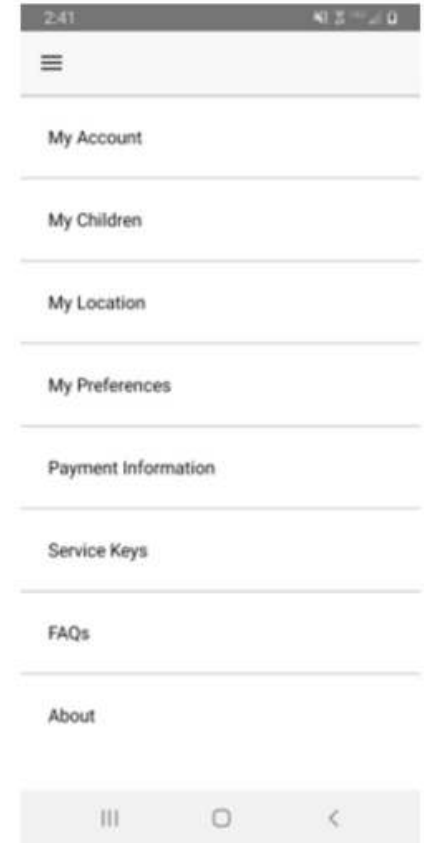 2:41
My Account
My Children
My Location
My Preferences
Payment Information
Service Keys
FAQs
About